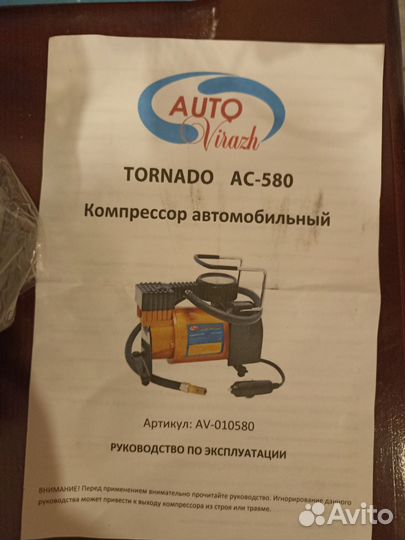 AUTO
Virazh
TORNADO AC-580
Компрессор автомобильный
Артикул: AV-010580
РУКОВОДСТВО ПО ЭКСПЛУАТАЦИИ
ВНИМАНИЕ! Перед применением внимательно прочитайте руководство. Игнорирование данного
руководства может привести к выходу компрессора из строя или травме.
Avito